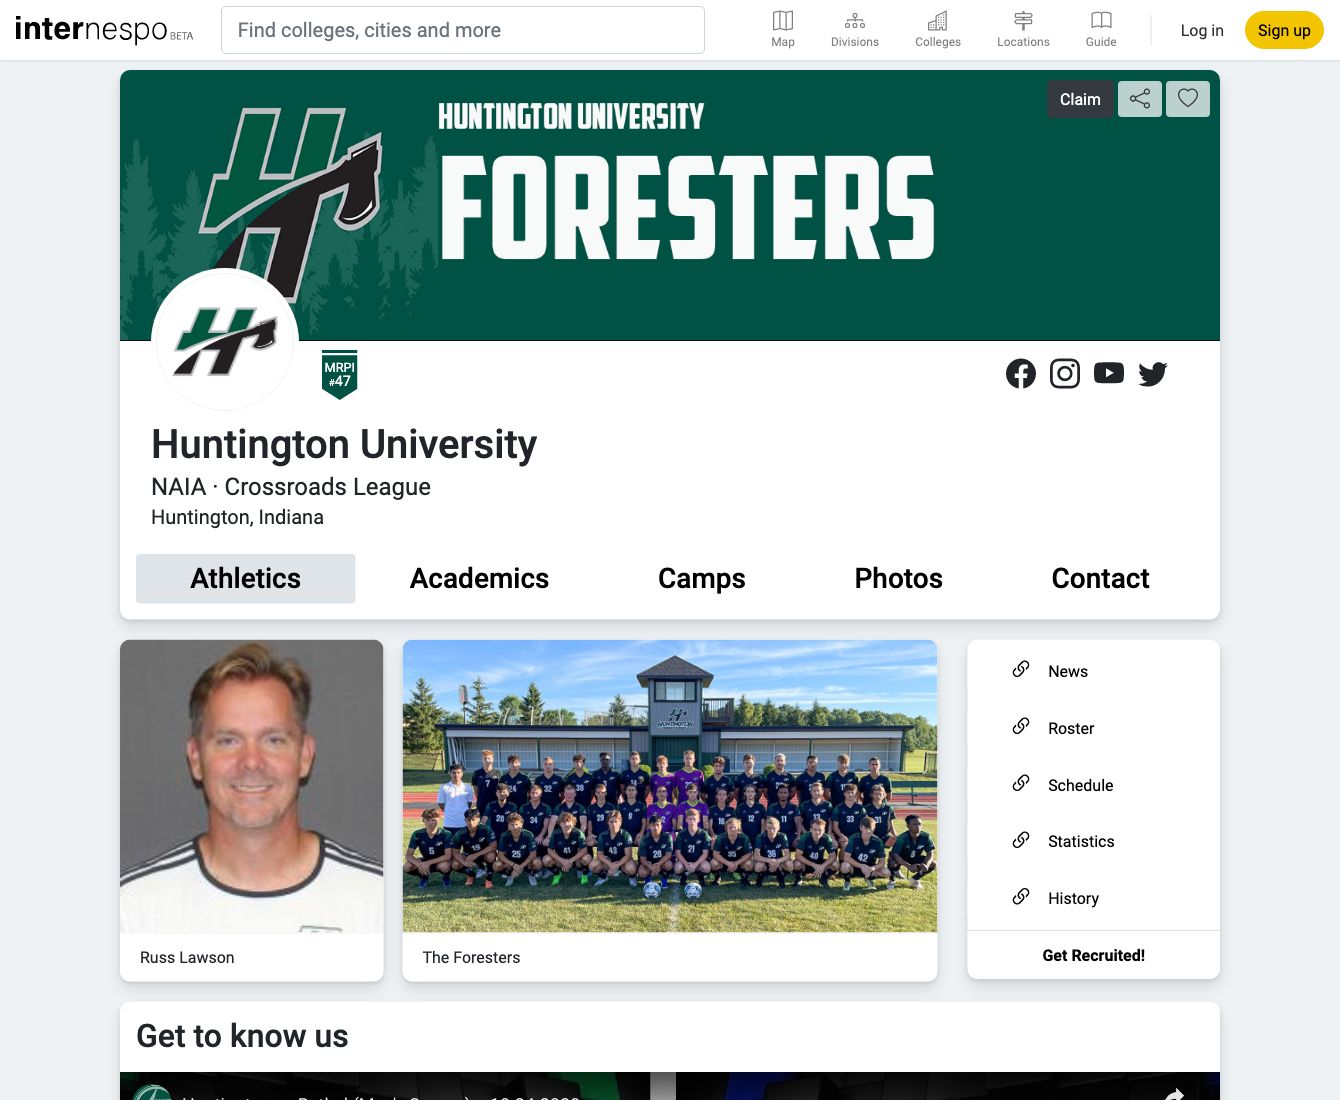 internespo BETA
Find colleges, cities and more
Map
Divisions
Colleges
Locations
Guide
Log in
Sign up
Claim
HUNTINGTON UNIVERSITY
FORESTERS
MRPI
#47
Huntington University
NAIA · Crossroads League
Huntington, Indiana
Athletics
Academics
Camps
Photos
Contact
HUNTINGTON
Russ Lawson
The Foresters
News
Roster
Schedule
Statistics
History
Get Recruited!
Get to know us